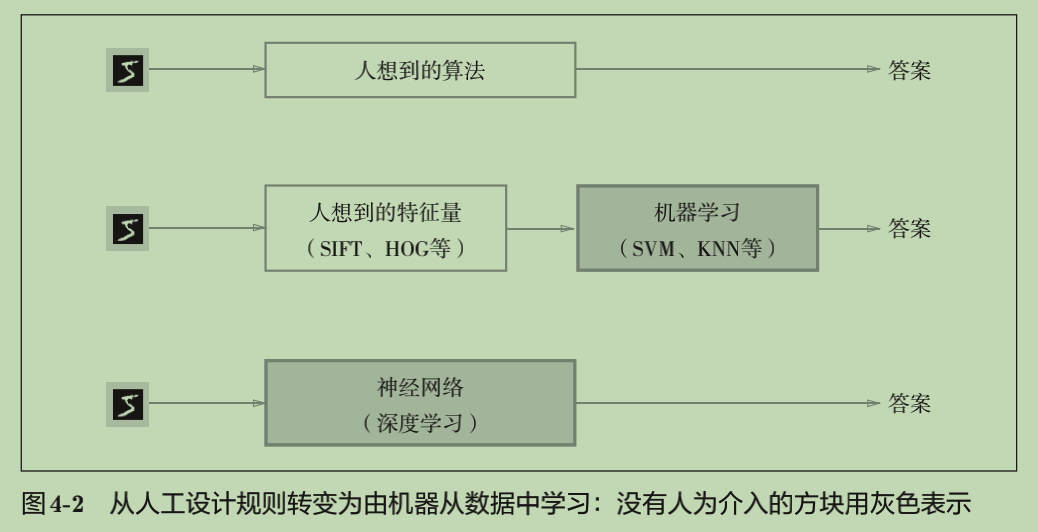 5
人想到的算法
答案
5
人想到的特征量
（SIFT、HOG等）
机器学习
（SVM、KNN等）
答案
5
神经网络
（深度学习）
答案
图4-2 从人工设计规则转变为由机器从数据中学习：没有人为介入的方块用灰色表示